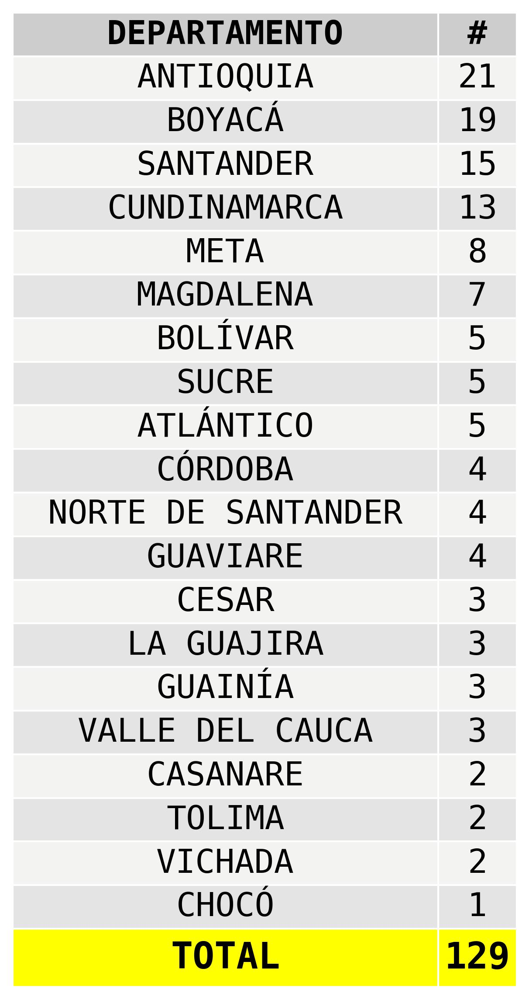 DEPARTAMENTO #
ANTIOQUIA 21
BOYACÁ 19
SANTANDER 15
CUNDINAMARCA 13
META 8
MAGDALENA 7
BOLÍVAR 5
SUCRE 5
ATLÁNTICO 5
CÓRDOBA 4
NORTE DE SANTANDER 4
GUAVIARE 4
CESAR 3
LA GUAJIRA 3
GUAINÍA 3
VALLE DEL CAUCA 3
CASANARE 2
TOLIMA 2
VICHADA 2
CHOCÓ 1
TOTAL 129